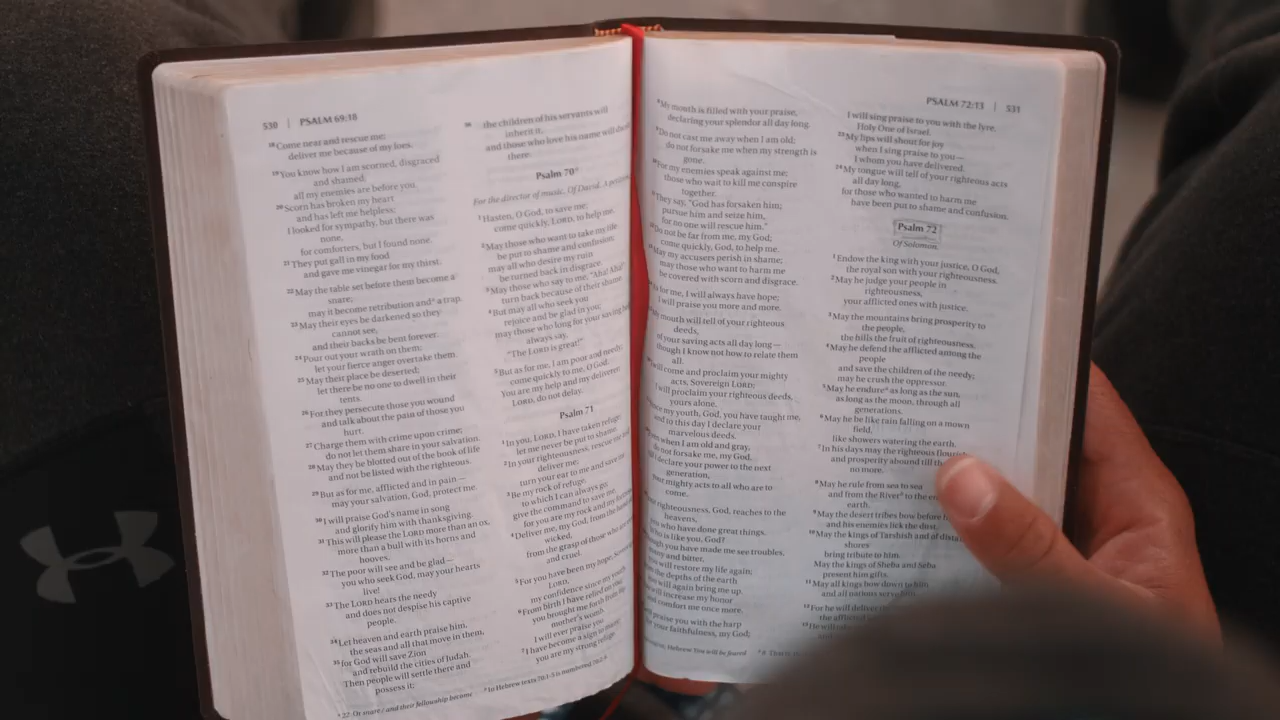 530 | PSALM 69:18
18 Come near and rescue me;
deliver me because of my foes.
19 You know how I am scorned, disgraced
and shamed;
all my enemies are before you.
20 Scorn has broken my heart
and has left me helpless;
I looked for sympathy, but there was
none,
for comforters, but I found none.
21 They put gall in my food
and gave me vinegar for my thirst.
22 May the table set before them become a
snare;
may it become retribution and a trap.
23 May their eyes be darkened so they
cannot see,
and their backs be bent forever.
24 Pour out your wrath on them;
let your fierce anger overtake them.
25 May their place be deserted;
let there be no one to dwell in their
tents.
26 For they persecute those you wound
and talk about the pain of those you
hurt.
27 Charge them with crime upon crime;
do not let them share in your salvation.
28 May they be blotted out of the book of life
and not be listed with the righteous.
29 But as for me, afflicted and in pain—
may your salvation, God, protect me.
30 I will praise God's name in song
and glorify him with thanksgiving.
31 This will please the LORD more than an ox,
more than a bull with its horns and
hooves.
32 The poor will see and be glad—
you who seek God, may your hearts
live!
33 The LORD hears the needy
and does not despise his captive
people.
34 Let heaven and earth praise him,
the seas and all that move in them,
35 for God will save Zion
and rebuild the cities of Judah.
Then people will settle there and
possess it;
36 the children of his servants will
inherit it,
and those who love his name will
there.
Psalm 70
For the director of music. Of David. A
1 Hasten, O God, to save me;
come quickly, LORD, to help me.
2 May those who want to take my life
be put to shame and confusion;
may all who desire my ruin
be turned back in disgrace.
3 May those who say to me, "Aha! Aha!"
turn back because of their shame
4 But may all who seek you
rejoice and be glad in you;
may those who long for your saving
always say,
"The LORD is great!"
5 But as for me, I am poor and needy;
come quickly to me, O God.
You are my help and my deliverer;
LORD, do not delay.
Psalm 71
1 In you, LORD, I have taken refuge;
let me never be put to shame.
2 In your righteousness, rescue me
deliver me;
turn your ear to me and save
3 Be my rock of refuge,
to which I can always go;
give the command to save me,
for you are my rock and my
4 Deliver me, my God, from the hand
wicked,
from the grasp of those who are
and cruel.
5 For you have been my hope,
LORD,
my confidence since my youth
6 From birth I have relied on you;
you brought me forth from
mother's womb.
I will ever praise you.
7 I have become a sign to many;
you are my strong refuge.
22 Or
and their fellowship become
In Hebrew texts 70:1-5 is numbered 70:2-6.
PSALM 72:13 | 531
8 My mouth is filled with your praise,
declaring your splendor all day long.
9 Do not cast me away when I am old;
do not forsake me when my strength is
gone.
10 For my enemies speak against me;
those who wait to kill me conspire
together.
They say, "God has forsaken him;
pursue him and seize him,
for no one will rescue him."
Do not be far from me, my God;
come quickly, God, to help me.
May my accusers perish in shame;
may those who want to harm me
be covered with scorn and disgrace.
As for me, I will always have hope;
I will praise you more and more.
mouth will tell of your righteous
deeds,
of your saving acts all day long—
though I know not how to relate them
all.
will come and proclaim your mighty
acts, Sovereign LORD;
I will proclaim your righteous deeds,
yours alone.
my youth, God, you have taught me,
and to this day I declare your
marvelous deeds.
when I am old and gray,
do not forsake me, my God,
I declare your power to the next
generation,
your mighty acts to all who are to
come.
righteousness, God, reaches to the
heavens,
you who have done great things.
Who is like you, God?
you have made me see troubles,
many and bitter,
you will restore my life again;
from the depths of the earth
you will again bring me up.
will increase my honor
and comfort me once more.
praise you with the harp
for your faithfulness, my God;
I will sing praise to you with the lyre,
Holy One of Israel.
23 My lips will shout for joy
when I sing praise to you—
I whom you have delivered.
24 My tongue will tell of your righteous acts
all day long,
for those who wanted to harm me
have been put to shame and confusion.
Psalm 72
Of Solomon.
1 Endow the king with your justice, O God,
the royal son with your righteousness.
2 May he judge your people in
righteousness,
your afflicted ones with justice.
3 May the mountains bring prosperity to
the people,
the hills the fruit of righteousness.
4 May he defend the afflicted among the
people
and save the children of the needy;
may he crush the oppressor.
5 May he endure as long as the sun,
as long as the moon, through all
generations.
6 May he be like rain falling on a mown
field,
like showers watering the earth.
7 In his days may the righteous flourish
and prosperity abound till the
no more.
8 May he rule from sea to sea
and from the River to the
earth.
9 May the desert tribes bow before
and his enemies lick the dust.
10 May the kings of Tarshish and of
shores
bring tribute to him.
May the kings of Sheba and Seba
present him gifts.
11 May all kings bow down to him
and all nations serve him.
12 For he will deliver
the
13 He will
Hebrew You will be feared